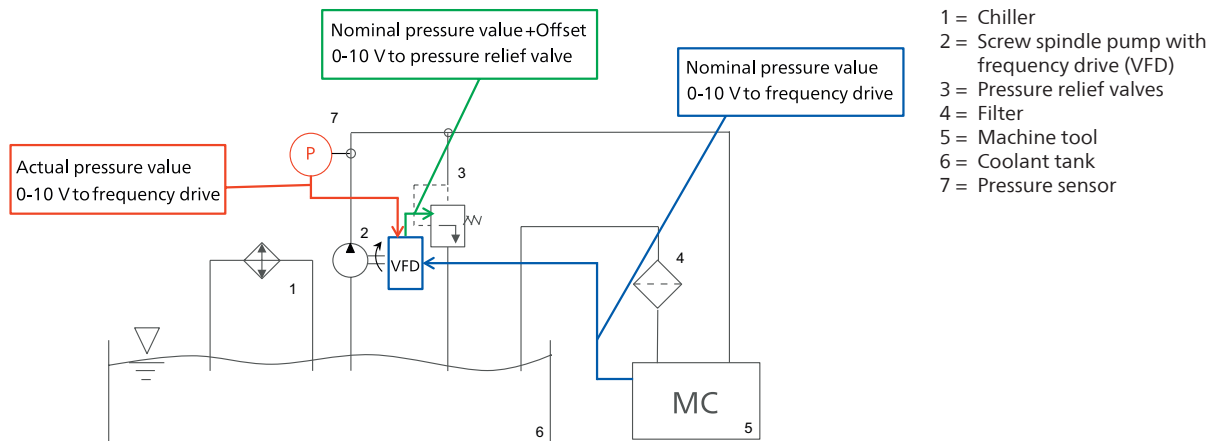 Nominal pressure value +Offset
0-10 V to pressure relief valve
Nominal pressure value
0-10 V to frequency drive
1 = Chiller
2 = Screw spindle pump with
frequency drive (VFD)
3 = Pressure relief valves
4 = Filter
5 = Machine tool
6 = Coolant tank
7 = Pressure sensor
7
P
Actual pressure value
0-10 V to frequency drive
3
2
VFD
4
1
MC
5
6